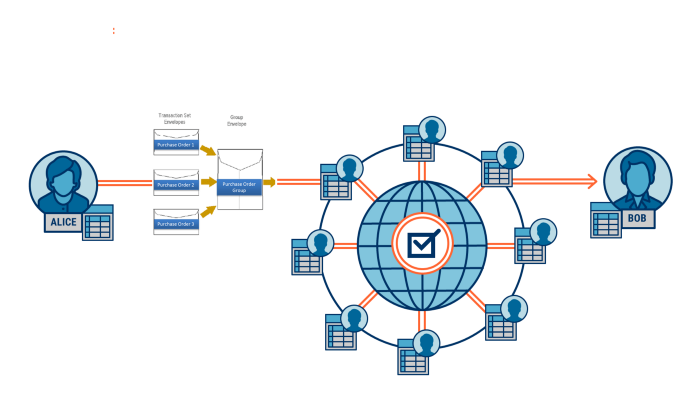 Transaction Set
Envelopes
Group
Envelope
Purchase Order 1
Purchase Order 2
Purchase Order 3
Purchase Order
Group
ALICE
BOB